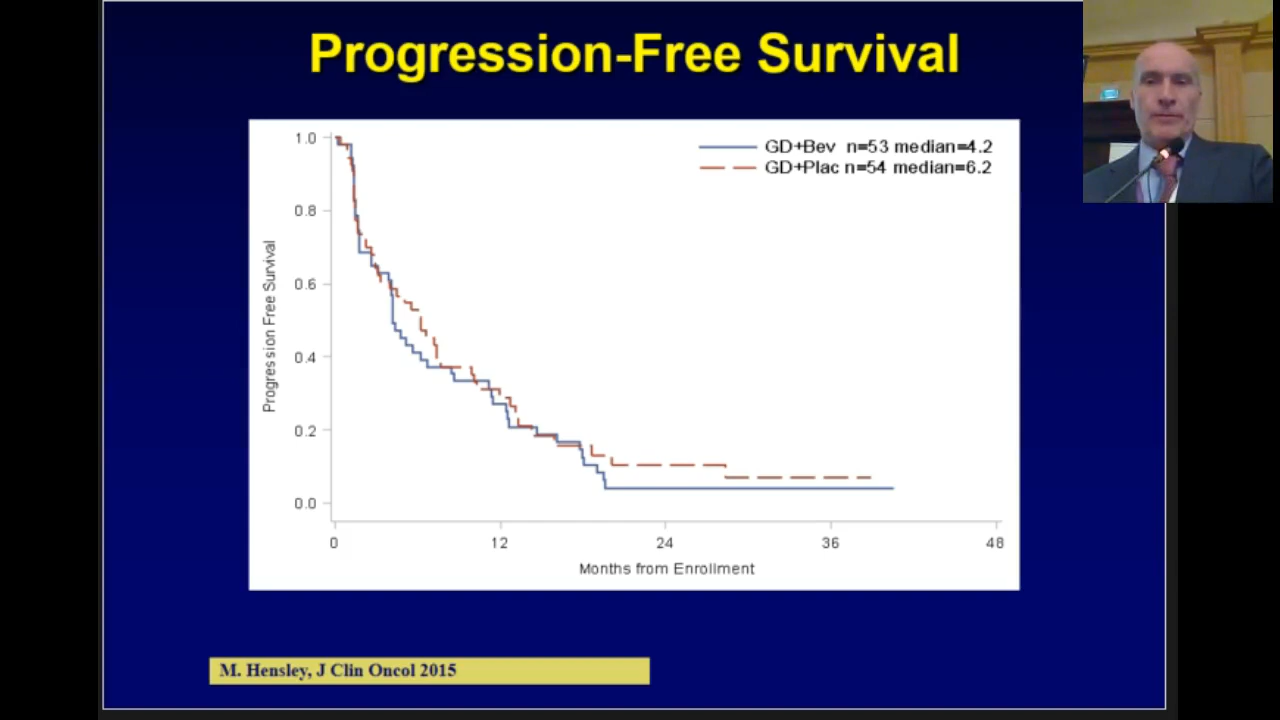 Progression-Free Survival
GD+Bev n=53 median=4.2
GD+Plac n=54 median=6.2
1.0
0.8
0.6
0.4
0.2
0.0
Progression Free Survival
0 12 24 36 48
Months from Enrollment
M. Hensley, J Clin Oncol 2015